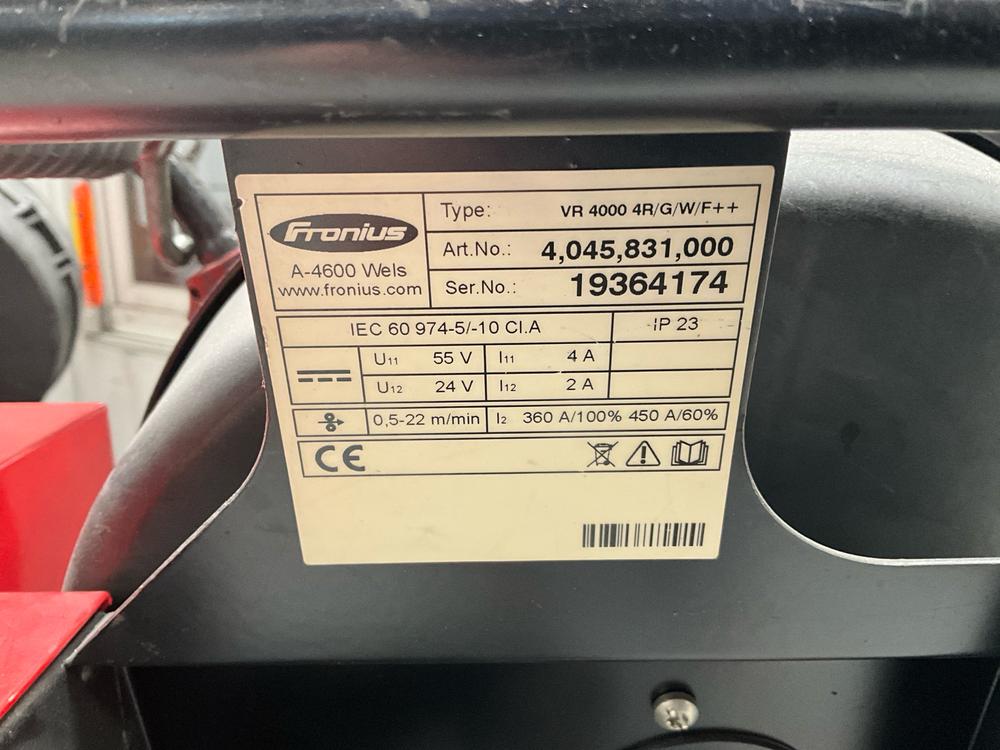 Fronius
A-4600 Wels
www.fronius.com
Type: VR 4000 4R/G/W/F++
Art.No.: 4,045,831,000
Ser.No.: 19364174
IEC 60 974-5/-10 Cl.A IP 23
U11 55 V I11 4 A
U12 24 V I12 2 A
0,5-22 m/min I2 360 A/100% 450 A/60%
CE